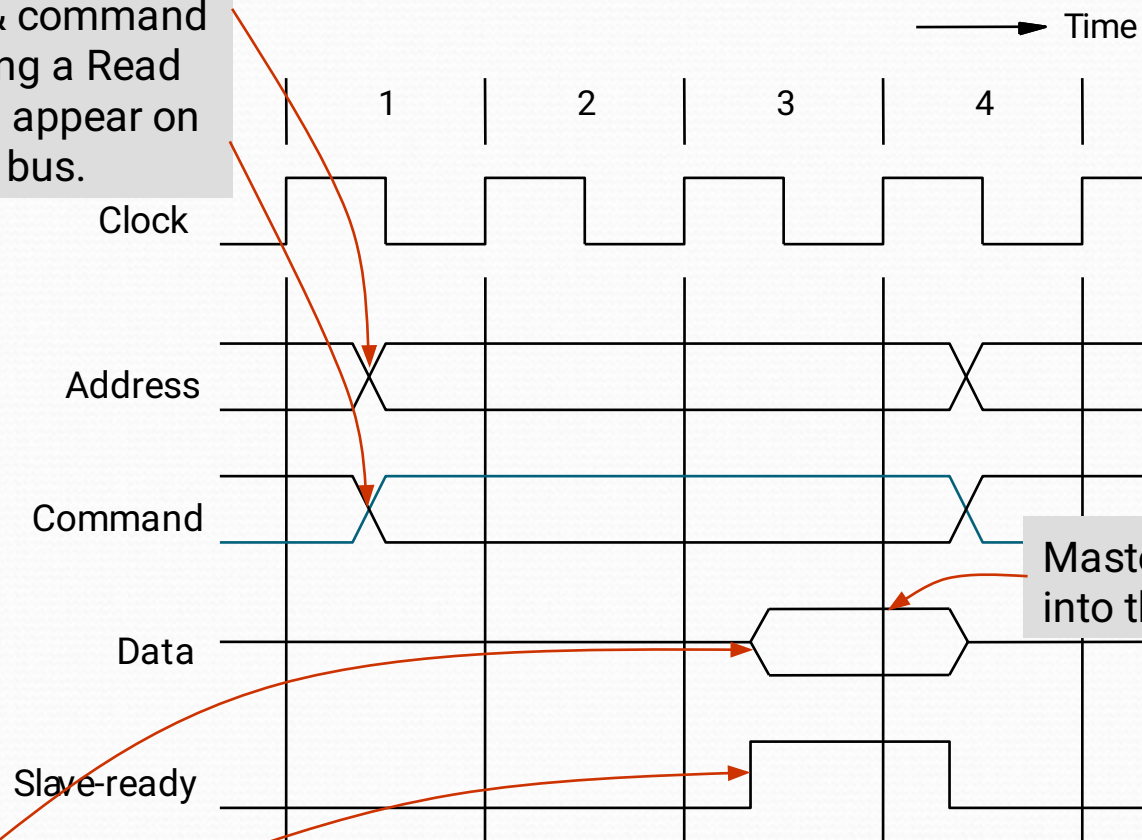 & command
ng a Read
appear on
bus.
Time
1 2 3 4
Clock
Address
Command
Maste
into th
Data
Slave-ready